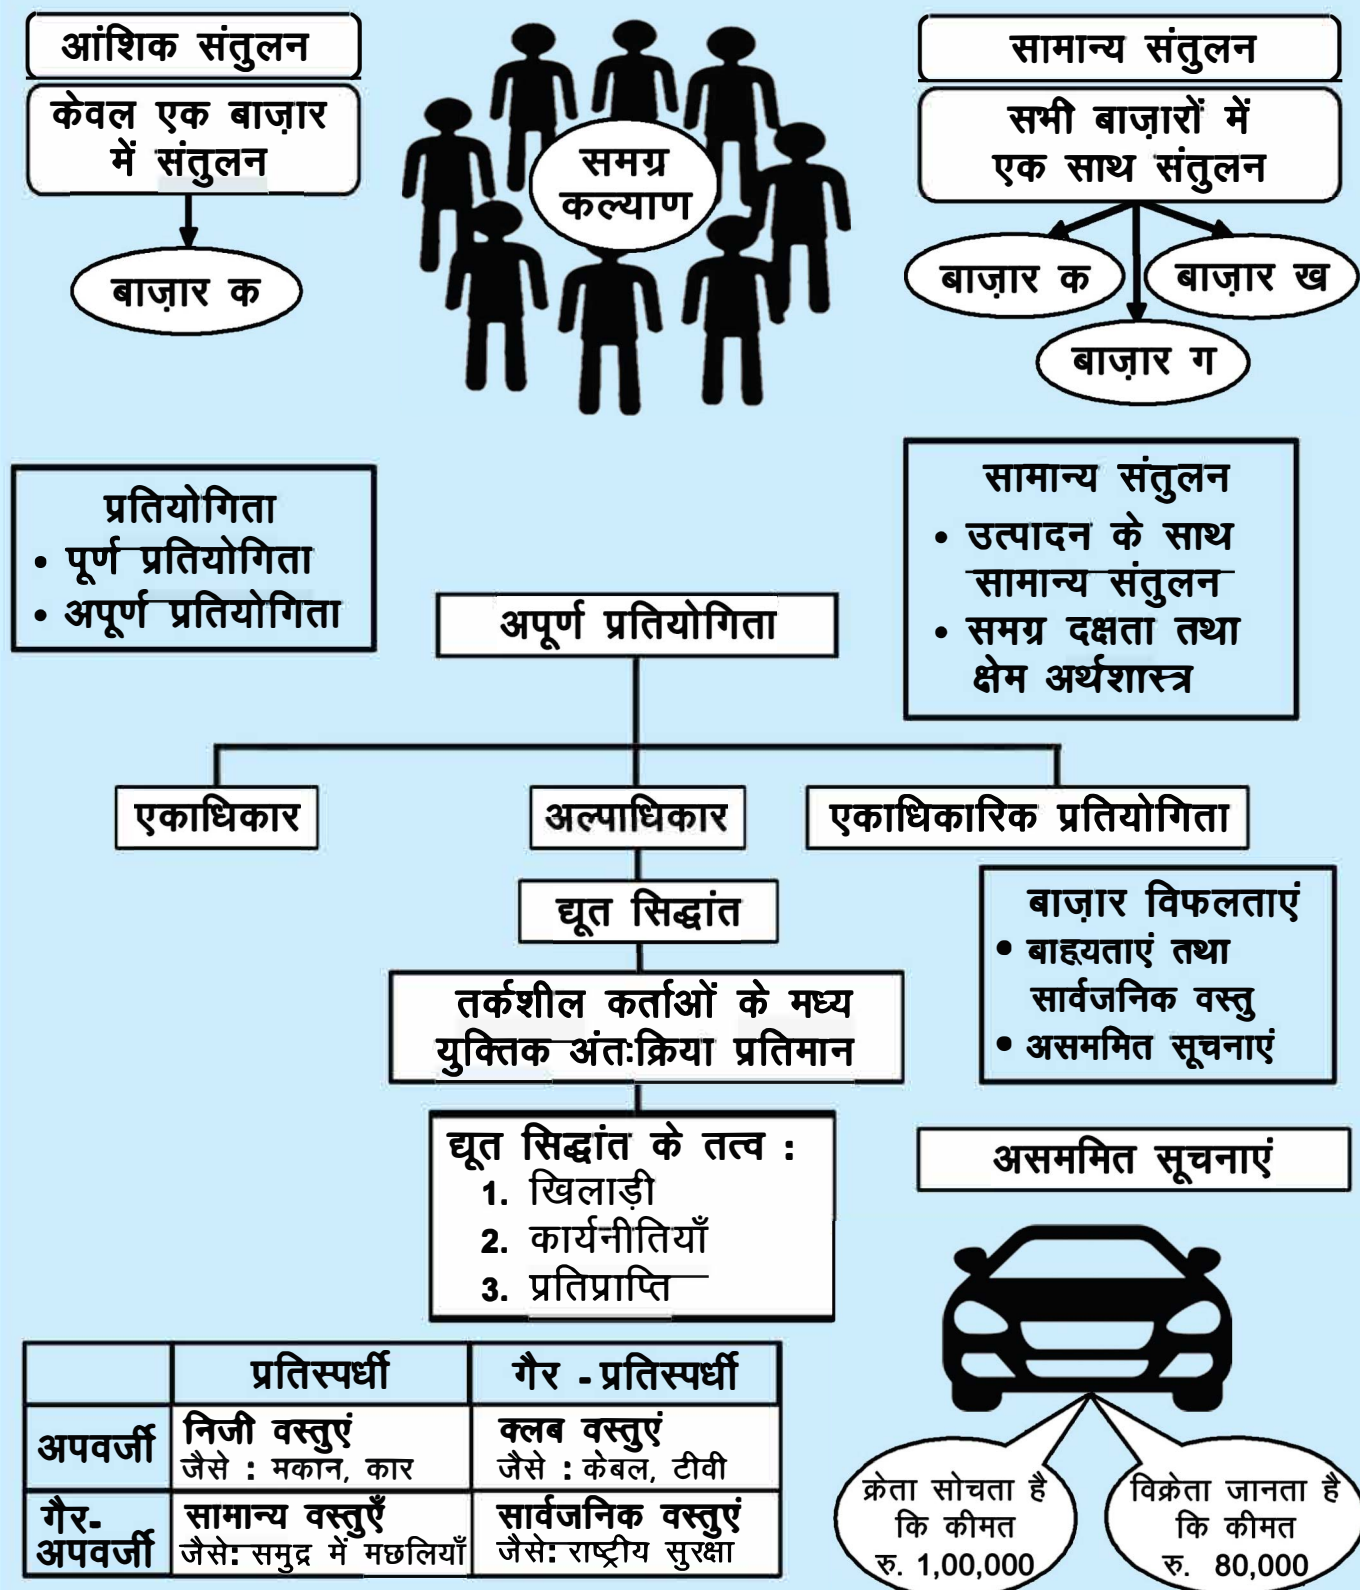 आंशिक संतुलन
केवल एक बाज़ार
में संतुलन
बाज़ार क
समग्र
कल्याण
सामान्य संतुलन
सभी बाज़ारों में
एक साथ संतुलन
बाज़ार क
बाज़ार ख
बाज़ार ग
प्रतियोगिता
• पूर्ण प्रतियोगिता
• अपूर्ण प्रतियोगिता
सामान्य संतुलन
• उत्पादन के साथ
सामान्य संतुलन
• समग्र दक्षता तथा
क्षेम अर्थशास्त्र
अपूर्ण प्रतियोगिता
एकाधिकार
अल्पाधिकार
एकाधिकारिक प्रतियोगिता
द्यूत सिद्धांत
तर्कशील कर्ताओं के मध्य
युक्तिक अंतःक्रिया प्रतिमान
द्यूत सिद्धांत के तत्व :
1. खिलाड़ी
2. कार्यनीतियाँ
3. प्रतिप्राप्ति
बाज़ार विफलताएं
• बाह्यताएं तथा
सार्वजनिक वस्तु
• असममित सूचनाएं
असममित सूचनाएं
क्रेता सोचता है
कि कीमत
रु. 1,00,000
विक्रेता जानता है
कि कीमत
रु. 80,000
प्रतिस्पर्धी गैर - प्रतिस्पर्धी
अपवर्जी निजी वस्तुएं क्लब वस्तुएं
जैसे : मकान, कार जैसे : केबल, टीवी
गैर- सामान्य वस्तुएँ सार्वजनिक वस्तुएं
अपवर्जी जैसे: समुद्र में मछलियाँ जैसे: राष्ट्रीय सुरक्षा